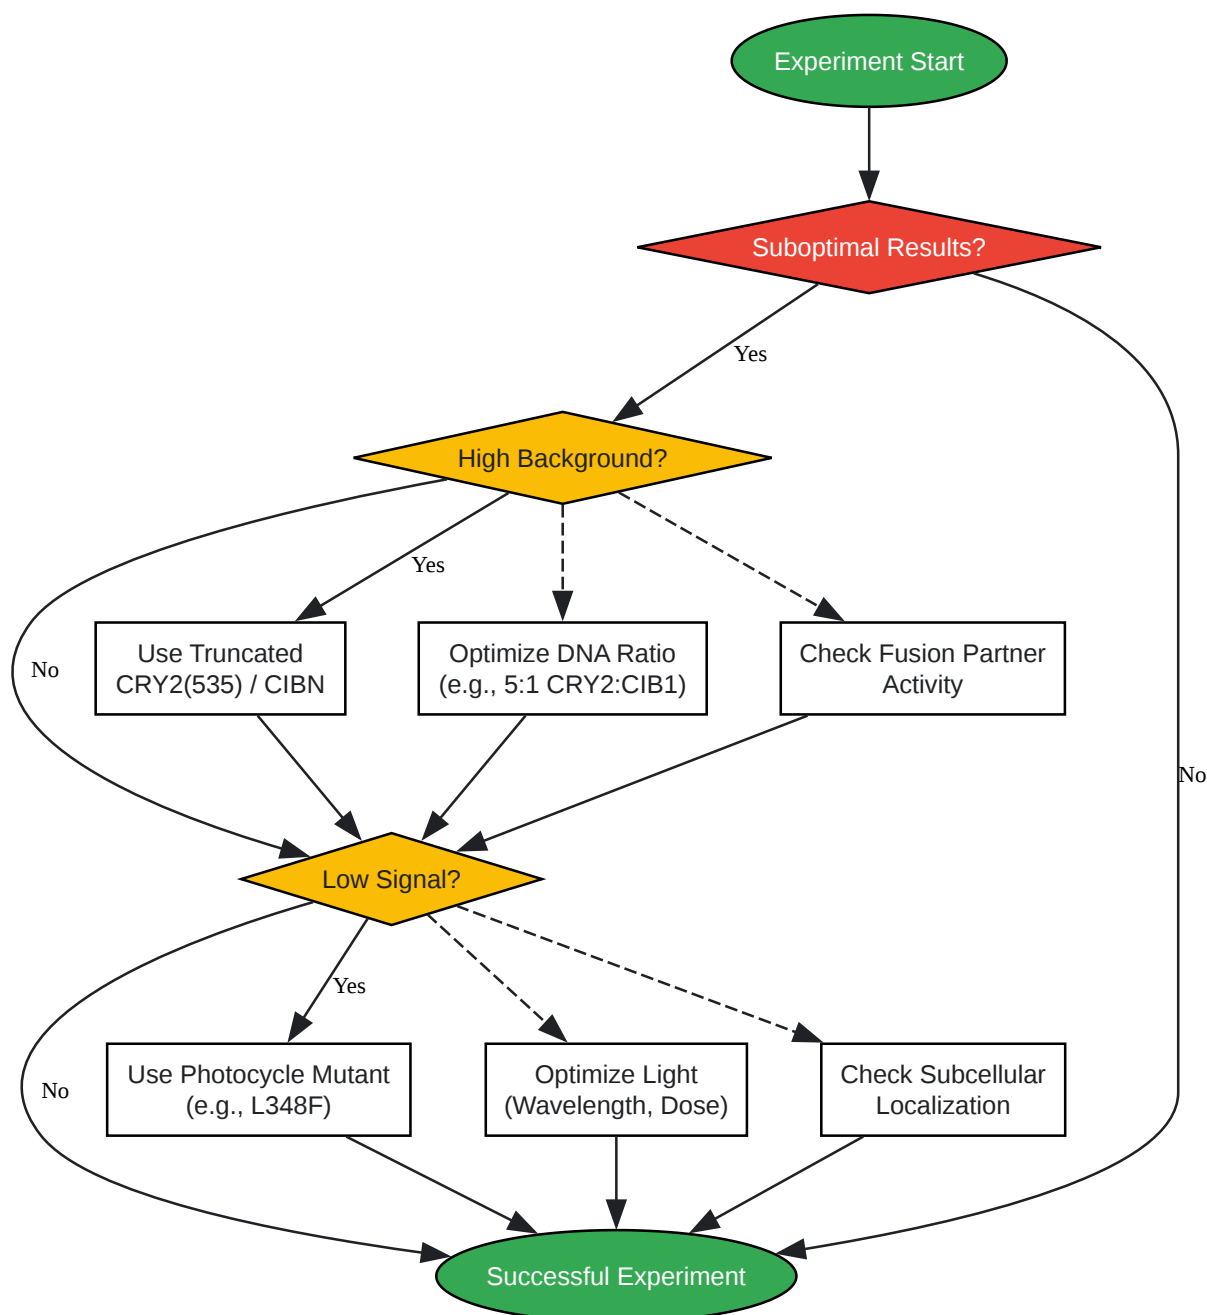 Experiment Start
Suboptimal Results?
Yes
High Background?
Yes
Use Truncated
CRY2(535) / CIBN
Optimize DNA Ratio
(e.g., 5:1 CRY2:CIB1)
Check Fusion Partner
Activity
No
No
Low Signal?
Yes
Use Photocycle Mutant
(e.g., L348F)
Optimize Light
(Wavelength, Dose)
Check Subcellular
Localization
No
Successful Experiment